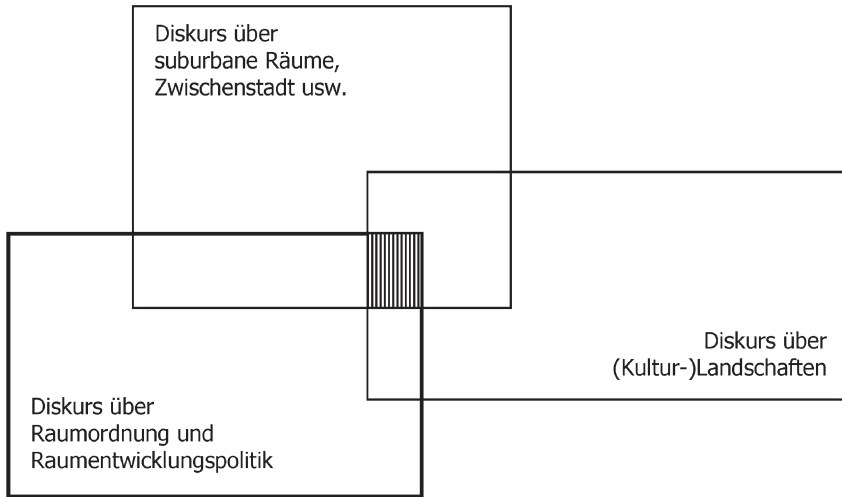 Diskurs über
suburbane Räume,
Zwischenstadt usw.
Diskurs über
(Kultur-)Landschaften
Diskurs über
Raumordnung und
Raumentwicklungspolitik